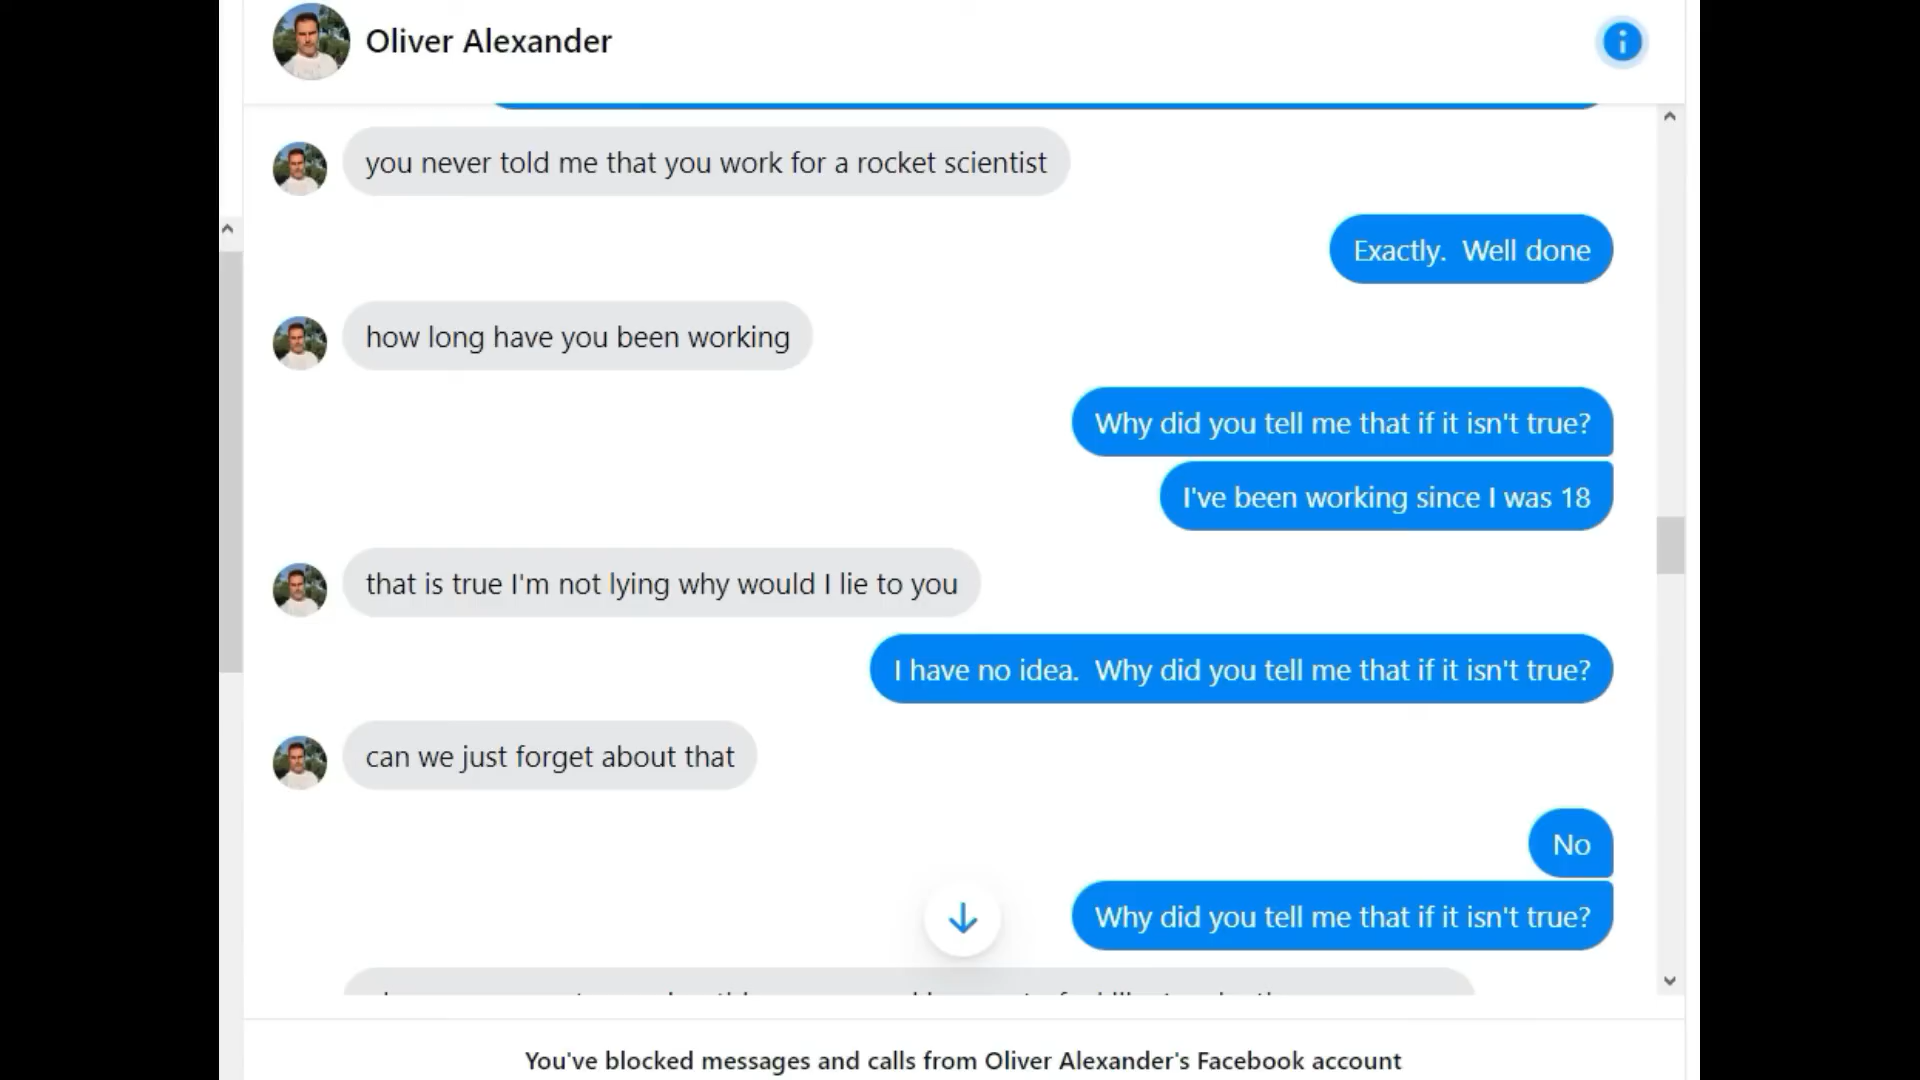 Oliver Alexander
you never told me that you work for a rocket scientist
Exactly.  Well done
how long have you been working
Why did you tell me that if it isn't true?
I've been working since I was 18
that is true I'm not lying why would I lie to you
I have no idea.  Why did you tell me that if it isn't true?
can we just forget about that
No
Why did you tell me that if it isn't true?
You've blocked messages and calls from Oliver Alexander's Facebook account